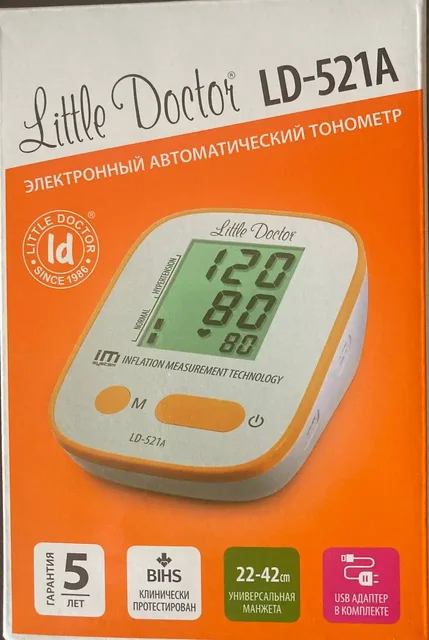 Little Doctor® LD-521A
ЭЛЕКТРОННЫЙ АВТОМАТИЧЕСКИЙ ТОНОМЕТР
LITTLE DOCTOR ®
ld
• SINCE 1986 •
Little Doctor
120
80
80
NORMAL HYPERTENSION
IM SYSTEM INFLATION MEASUREMENT TECHNOLOGY
M
LD-521A
ГАРАНТИЯ
5
ЛЕТ
BIHS
КЛИНИЧЕСКИ
ПРОТЕСТИРОВАН
22-42cm
УНИВЕРСАЛЬНАЯ
МАНЖЕТА
USB АДАПТЕР
В КОМПЛЕКТЕ